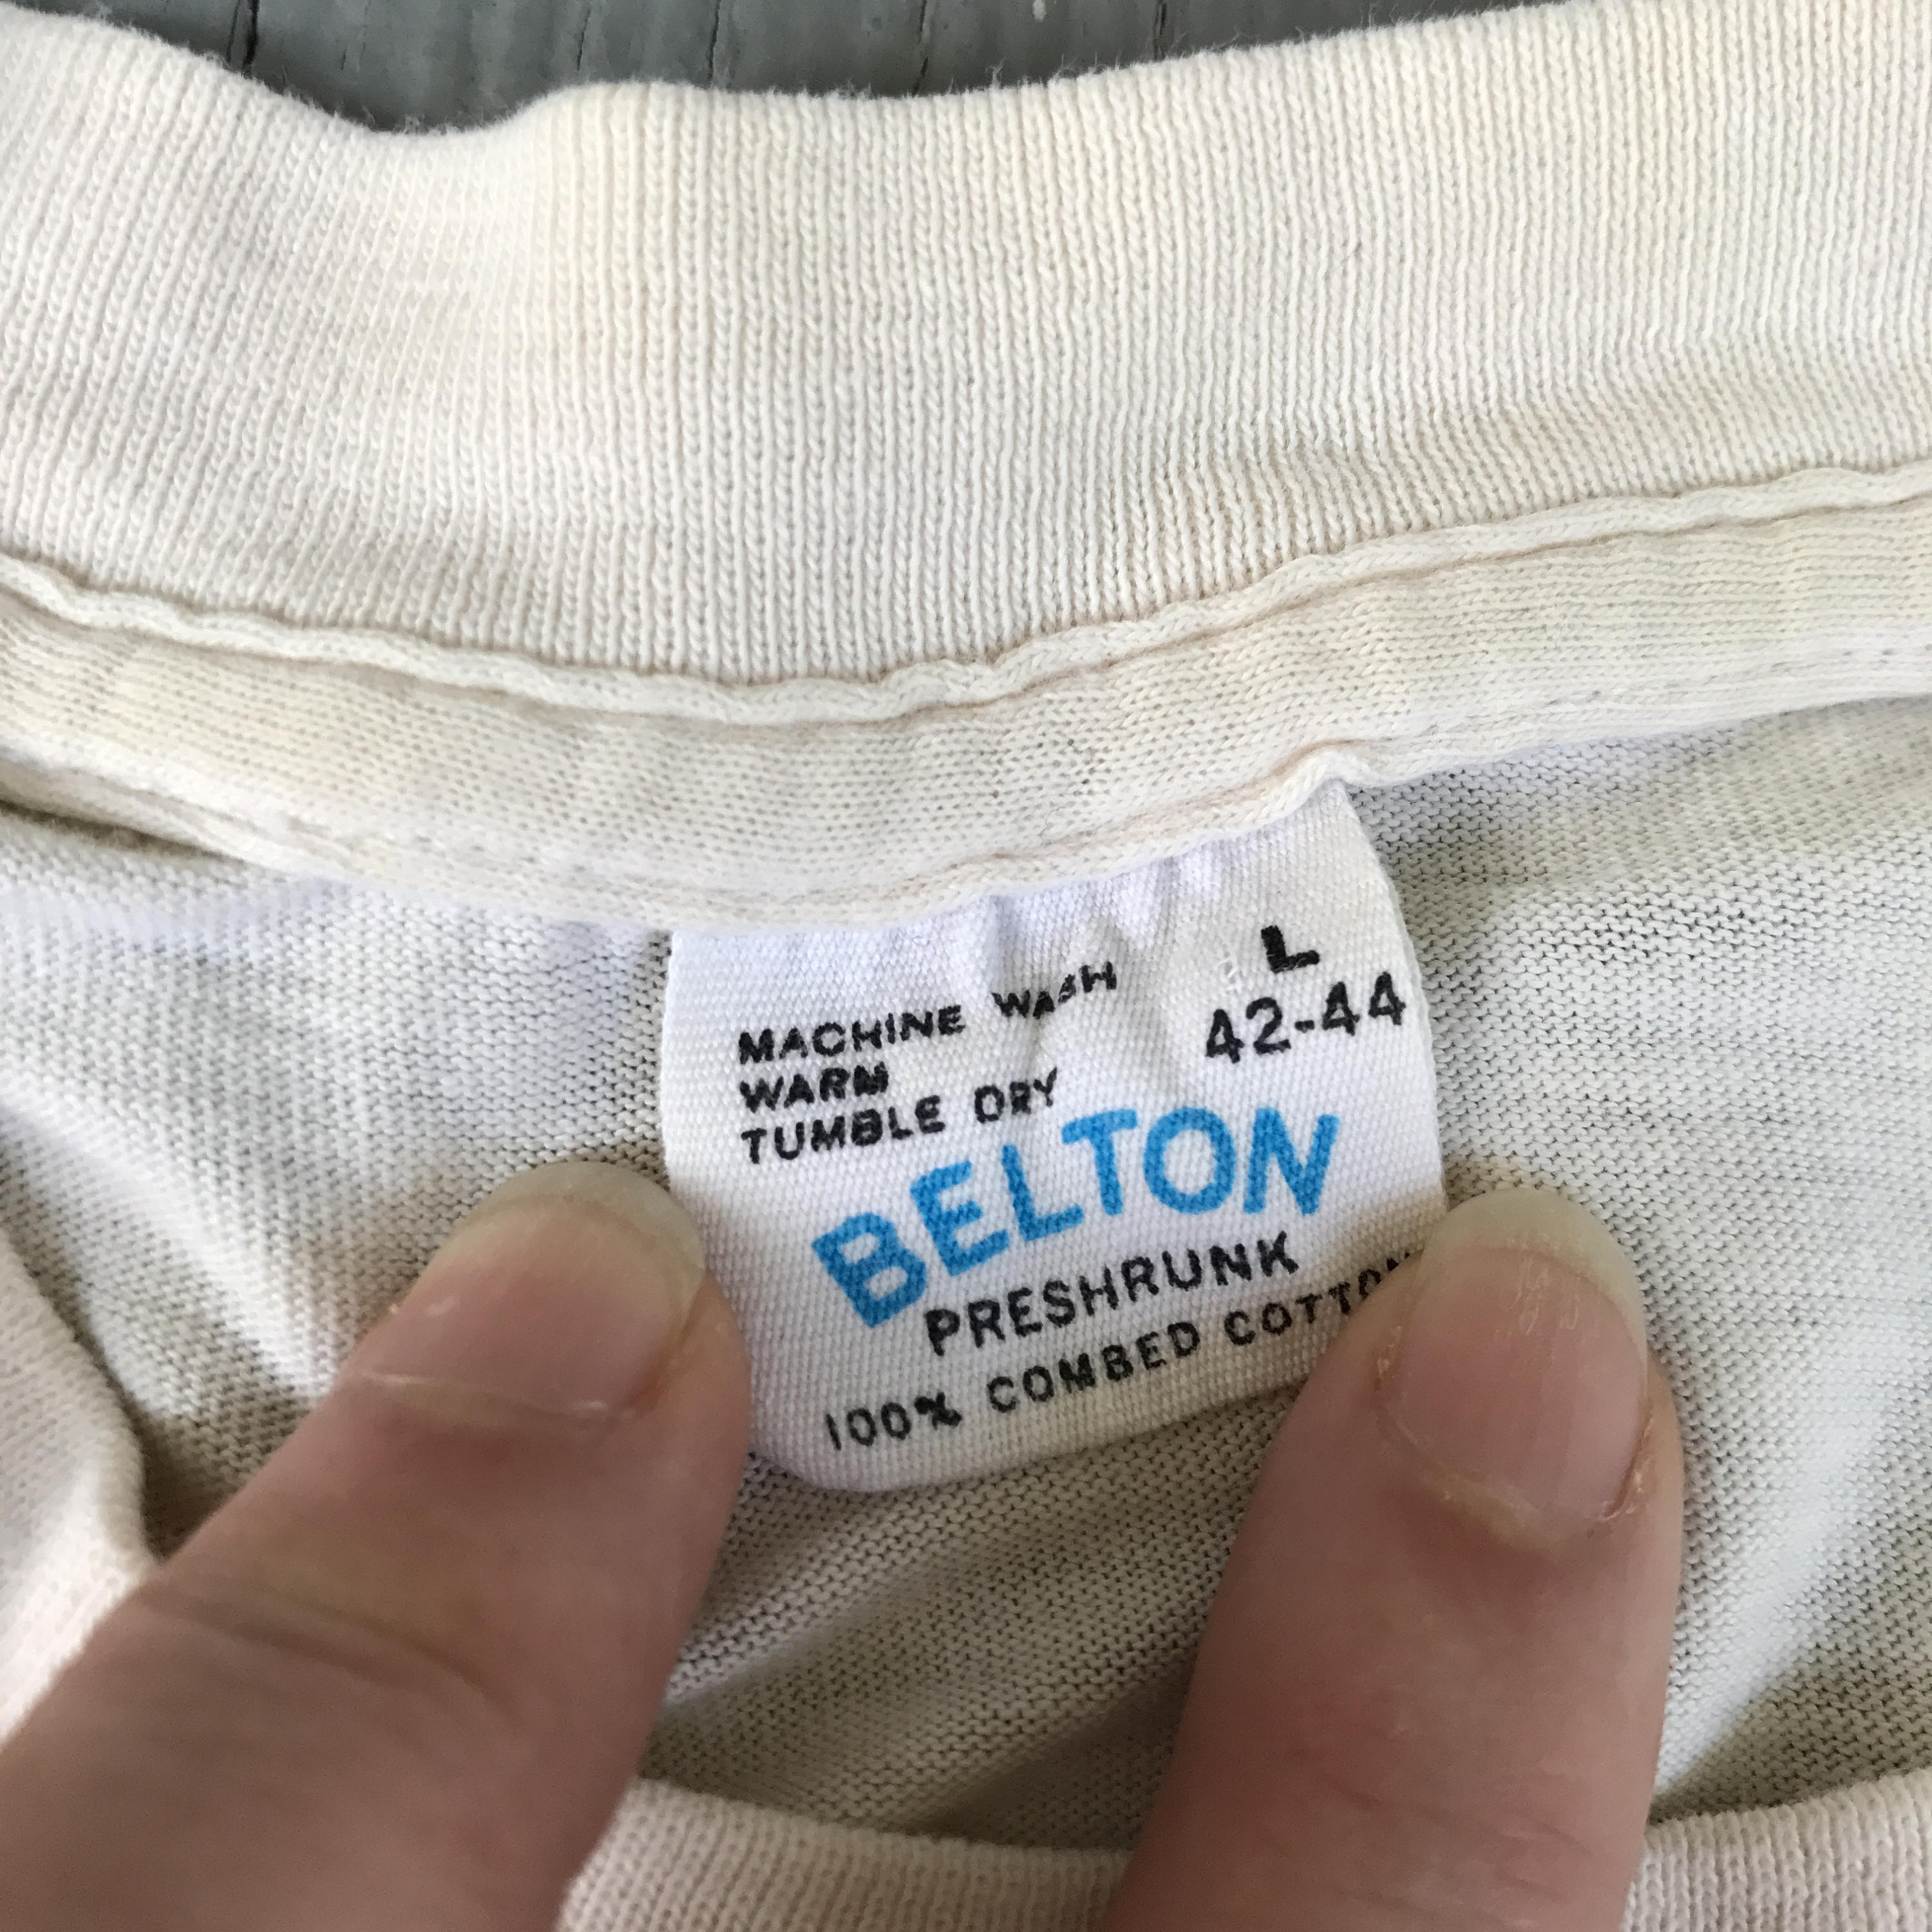 MACHINE WASH
WARM
TUMBLE DRY
L
42-44
BELTON
PRESHRUNK
100% COMBED COTTON